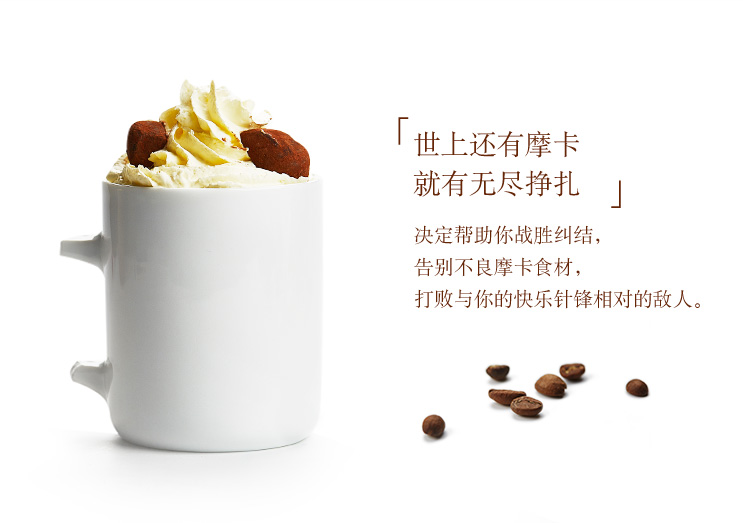 「世上还有摩卡
就有无尽挣扎」
决定帮助你战胜纠结，
告别不良摩卡食材，
打败与你的快乐针锋相对的敌人。